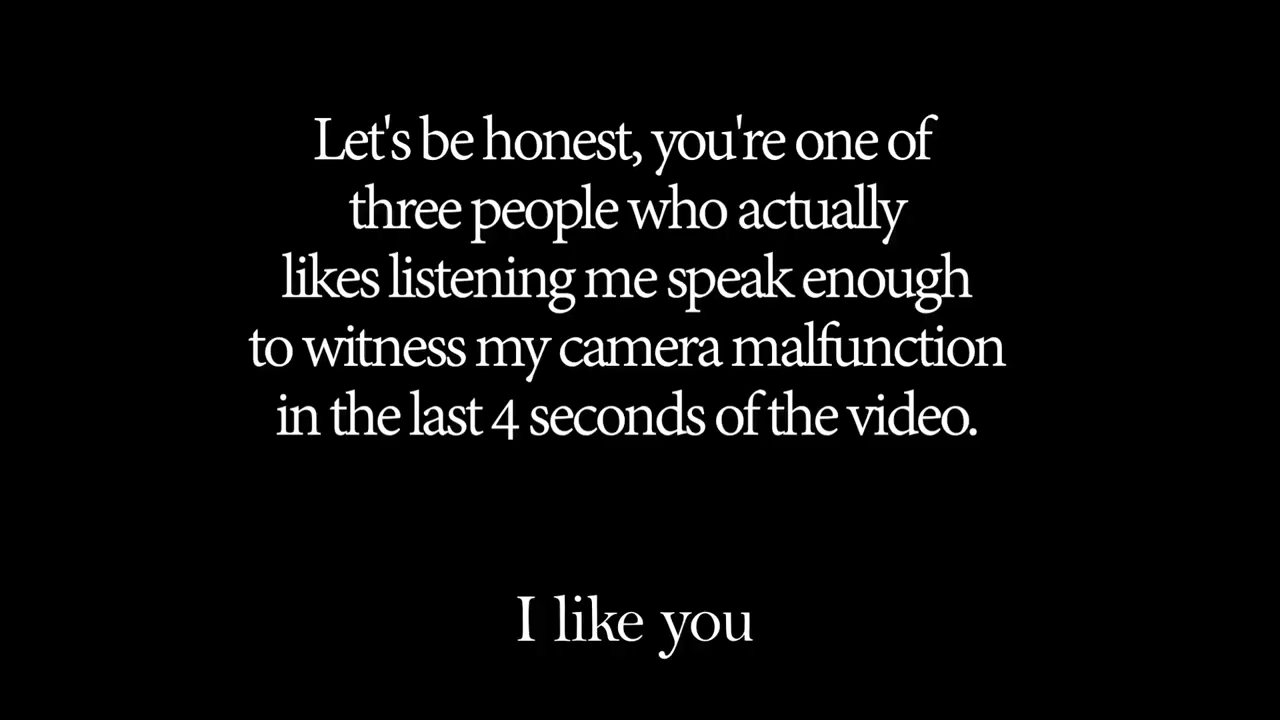 Let's be honest, you're one of
three people who actually
likes listening me speak enough
to witness my camera malfunction
in the last 4 seconds of the video.
I like you